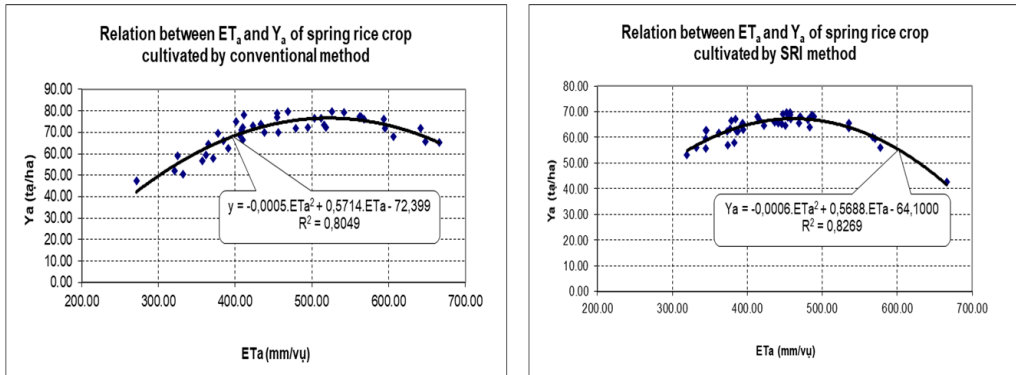 Relation between ETa and Ya of spring rice crop
cultivated by conventional method
90.00
80.00
70.00
60.00
50.00
40.00
30.00
20.00
10.00
0.00
Ya (tạ/ha)
y = -0,0005.ETa² + 0,5714.ETa - 72,399
R² = 0,8049
200.00 300.00 400.00 500.00 600.00 700.00
ETa (mm/vụ)
Relation between ETa and Ya of spring rice crop
cultivated by SRI method
80.00
70.00
60.00
50.00
40.00
30.00
20.00
10.00
0.00
Ya (tạ/ha)
Ya = -0,0006.ETa² + 0,5688.ETa - 64,1000
R² = 0,8269
200.00 300.00 400.00 500.00 600.00 700.00
ETa (mm/vụ)